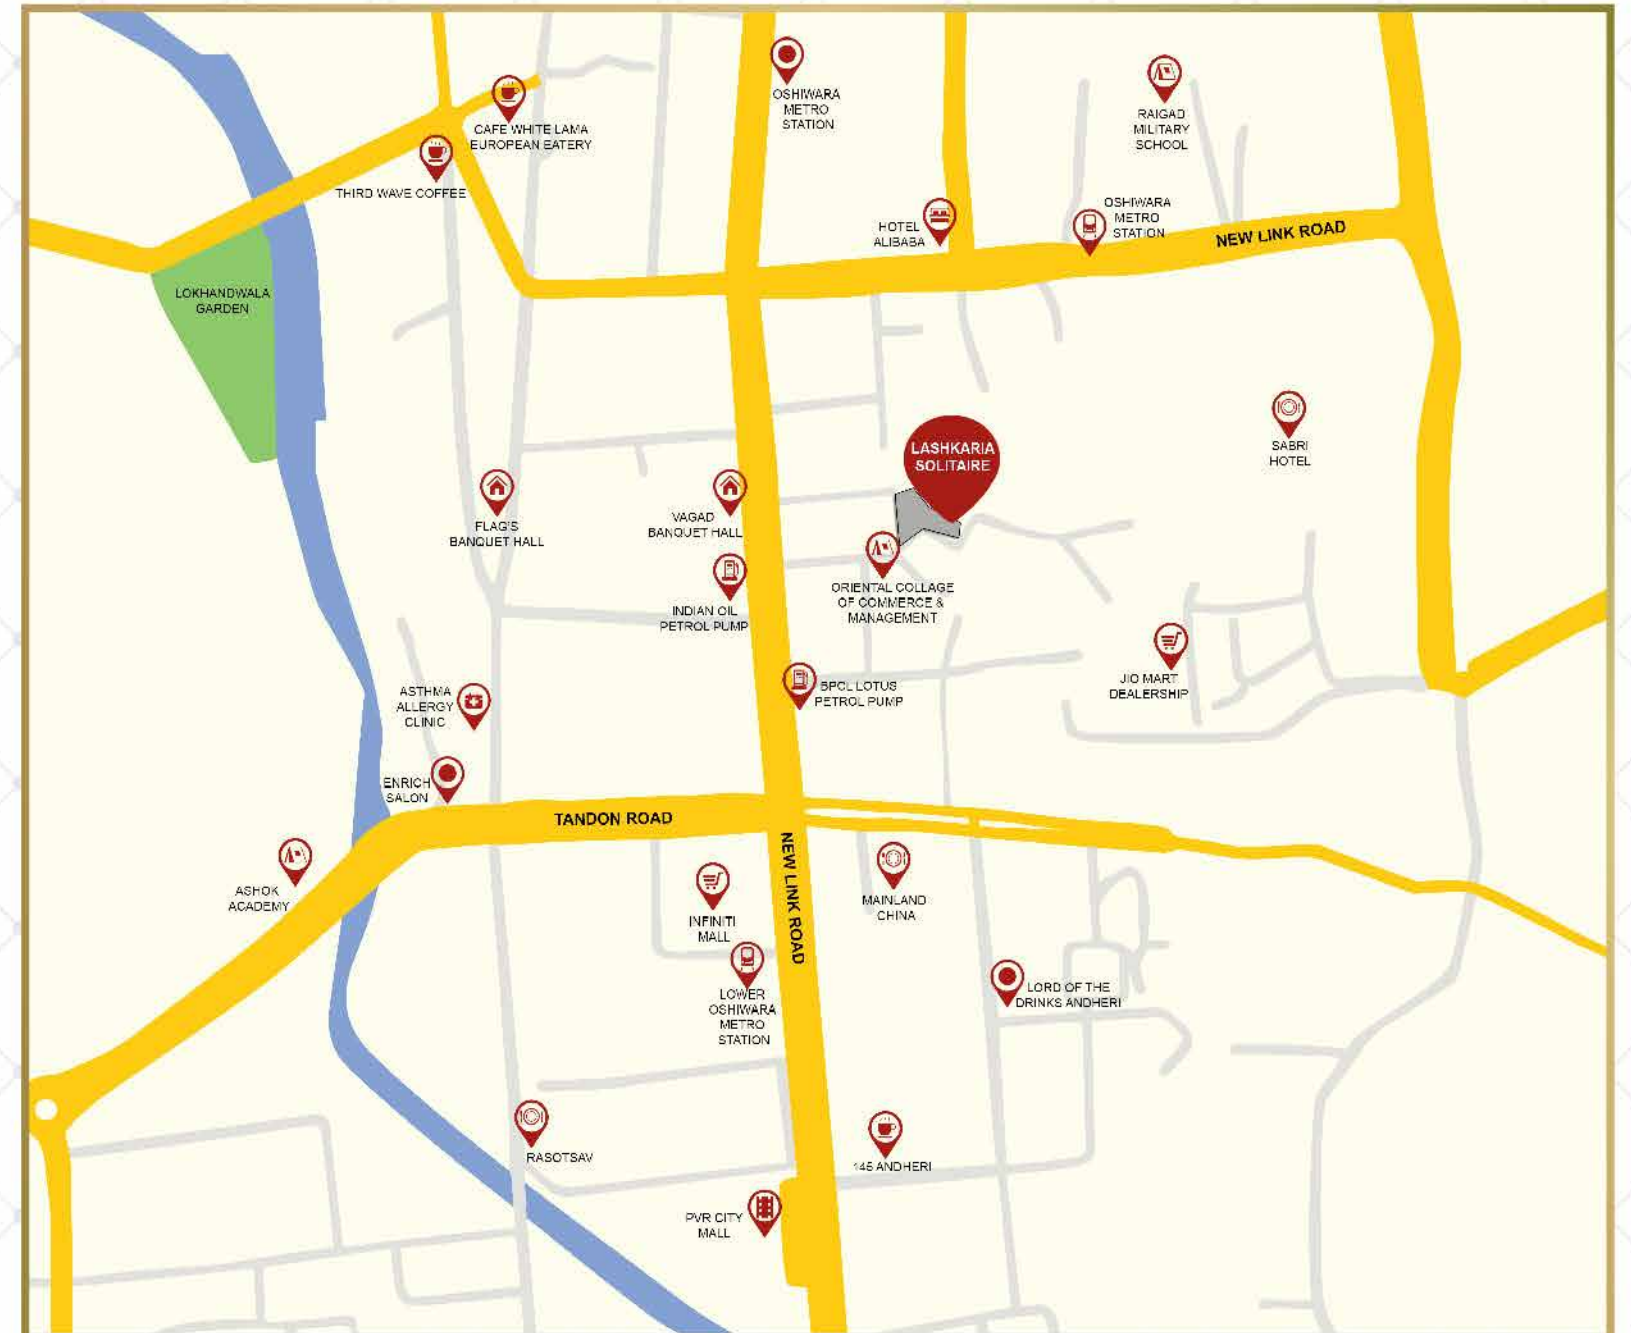 OSHIWARA
METRO
STATION
RAIGAD
MILITARY
SCHOOL
CAFE WHITE LAMA
EUROPEAN EATERY
THIRD WAVE COFFEE
HOTEL
ALIBABA
OSHIWARA
METRO
STATION
NEW LINK ROAD
LOKHANDWALA
GARDEN
LASHKARIA
SOLITAIRE
SABRI
HOTEL
FLAG'S
BANQUET HALL
VAGAD
BANQUET HALL
INDIAN OIL
PETROL PUMP
ORIENTAL COLLAGE
OF COMMERCE &
MANAGEMENT
JIO MART
DEALERSHIP
BPCL LOTUS
PETROL PUMP
ASTHMA
ALLERGY
CLINIC
ENRICH
SALON
TANDON ROAD
NEW LINK ROAD
ASHOK
ACADEMY
INFINITI
MALL
MAINLAND
CHINA
LOWER
OSHIWARA
METRO
STATION
LORD OF THE
DRINKS ANDHERI
RASOTSAV
145 ANDHERI
PVR CITY
MALL